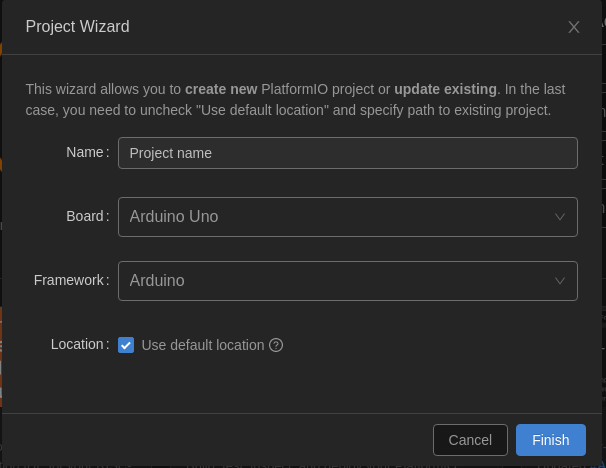 Project Wizard
This wizard allows you to create new PlatformIO project or update existing. In the last
case, you need to uncheck "Use default location" and specify path to existing project.
Name: Project name
Board: Arduino Uno
Framework: Arduino
Location: Use default location
Cancel Finish